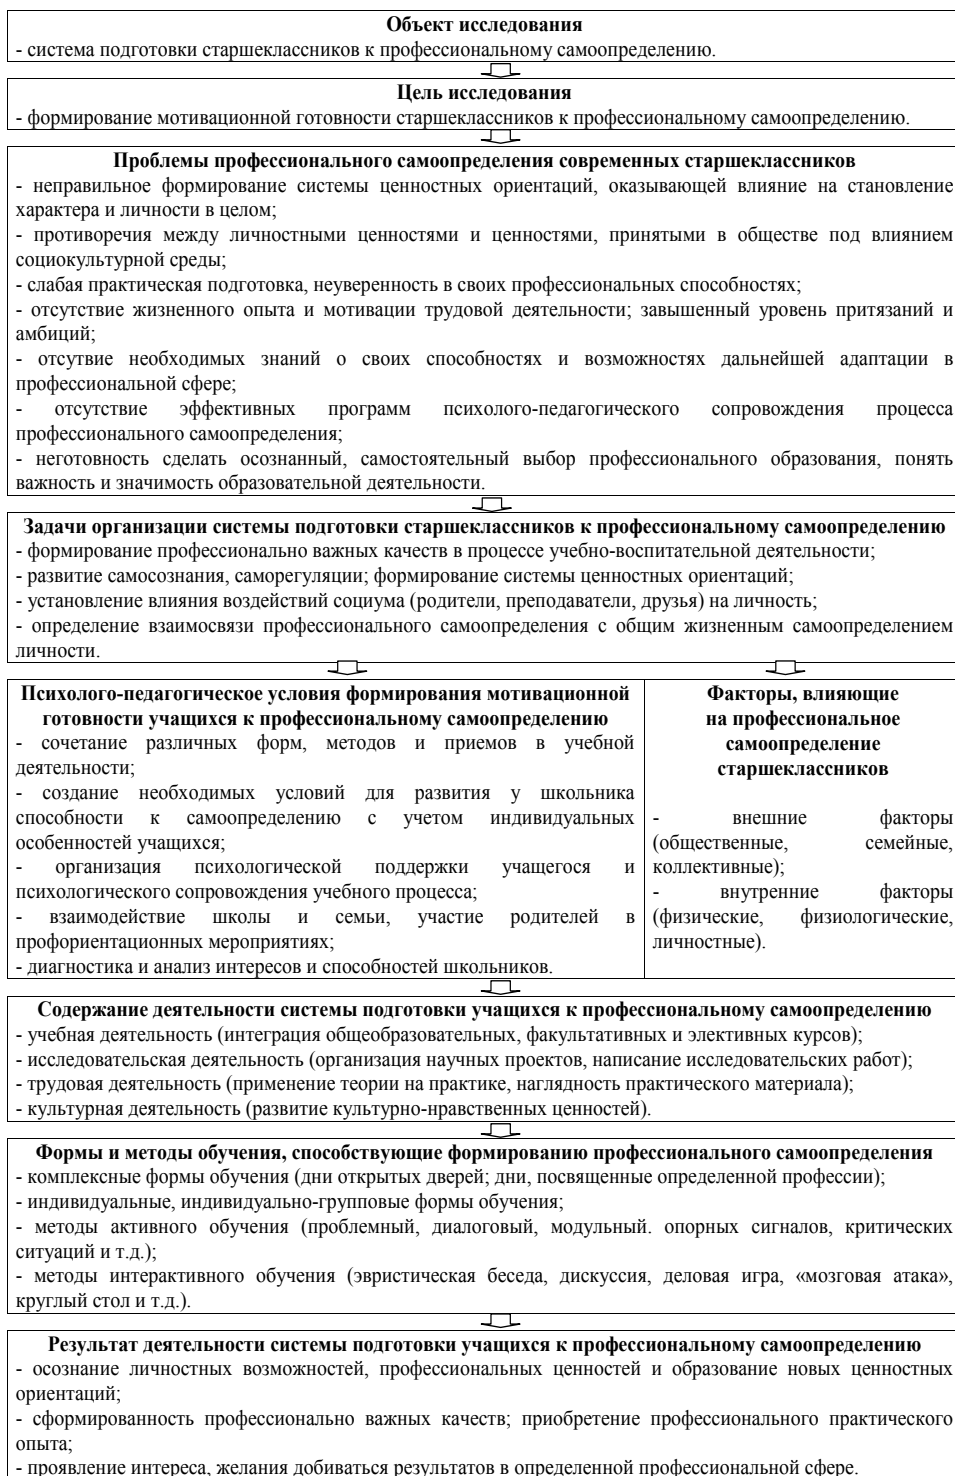 Объект исследования
- система подготовки старшеклассников к профессиональному самоопределению.
Цель исследования
- формирование мотивационной готовности старшеклассников к профессиональному самоопределению.
Проблемы профессионального самоопределения современных старшеклассников
- неправильное формирование системы ценностных ориентаций, оказывающей влияние на становление
характера и личности в целом;
- противоречия между личностными ценностями и ценностями, принятыми в обществе под влиянием
социокультурной среды;
- слабая практическая подготовка, неуверенность в своих профессиональных способностях;
- отсутствие жизненного опыта и мотивации трудовой деятельности; завышенный уровень притязаний и
амбиций;
- отсутвие необходимых знаний о своих способностях и возможностях дальнейшей адаптации в
профессиональной сфере;
- отсутствие эффективных программ психолого-педагогического сопровождения процесса
профессионального самоопределения;
- неготовность сделать осознанный, самостоятельный выбор профессионального образования, понять
важность и значимость образовательной деятельности.
Задачи организации системы подготовки старшеклассников к профессиональному самоопределению
- формирование профессионально важных качеств в процессе учебно-воспитательной деятельности;
- развитие самосознания, саморегуляции; формирование системы ценностных ориентаций;
- установление влияния воздействий социума (родители, преподаватели, друзья) на личность;
- определение взаимосвязи профессионального самоопределения с общим жизненным самоопределением
личности.
Психолого-педагогическое условия формирования мотивационной
готовности учащихся к профессиональному самоопределению
- сочетание различных форм, методов и приемов в учебной
деятельности;
- создание необходимых условий для развития у школьника
способности к самоопределению с учетом индивидуальных
особенностей учащихся;
- организация психологической поддержки учащегося и
психологического сопровождения учебного процесса;
- взаимодействие школы и семьи, участие родителей в
профориентационных мероприятиях;
- диагностика и анализ интересов и способностей школьников.
Факторы, влияющие
на профессиональное
самоопределение
старшеклассников
- внешние факторы
(общественные, семейные,
коллективные);
- внутренние факторы
(физические, физиологические,
личностные).
Содержание деятельности системы подготовки учащихся к профессиональному самоопределению
- учебная деятельность (интеграция общеобразовательных, факультативных и элективных курсов);
- исследовательская деятельность (организация научных проектов, написание исследовательских работ);
- трудовая деятельность (применение теории на практике, наглядность практического материала);
- культурная деятельность (развитие культурно-нравственных ценностей).
Формы и методы обучения, способствующие формированию профессионального самоопределения
- комплексные формы обучения (дни открытых дверей; дни, посвященные определенной профессии);
- индивидуальные, индивидуально-групповые формы обучения;
- методы активного обучения (проблемный, диалоговый, модульный. опорных сигналов, критических
ситуаций и т.д.);
- методы интерактивного обучения (эвристическая беседа, дискуссия, деловая игра, «мозговая атака»,
круглый стол и т.д.).
Результат деятельности системы подготовки учащихся к профессиональному самоопределению
- осознание личностных возможностей, профессиональных ценностей и образование новых ценностных
ориентаций;
- сформированность профессионально важных качеств; приобретение профессионального практического
опыта;
- проявление интереса, желания добиваться результатов в определенной профессиональной сфере.